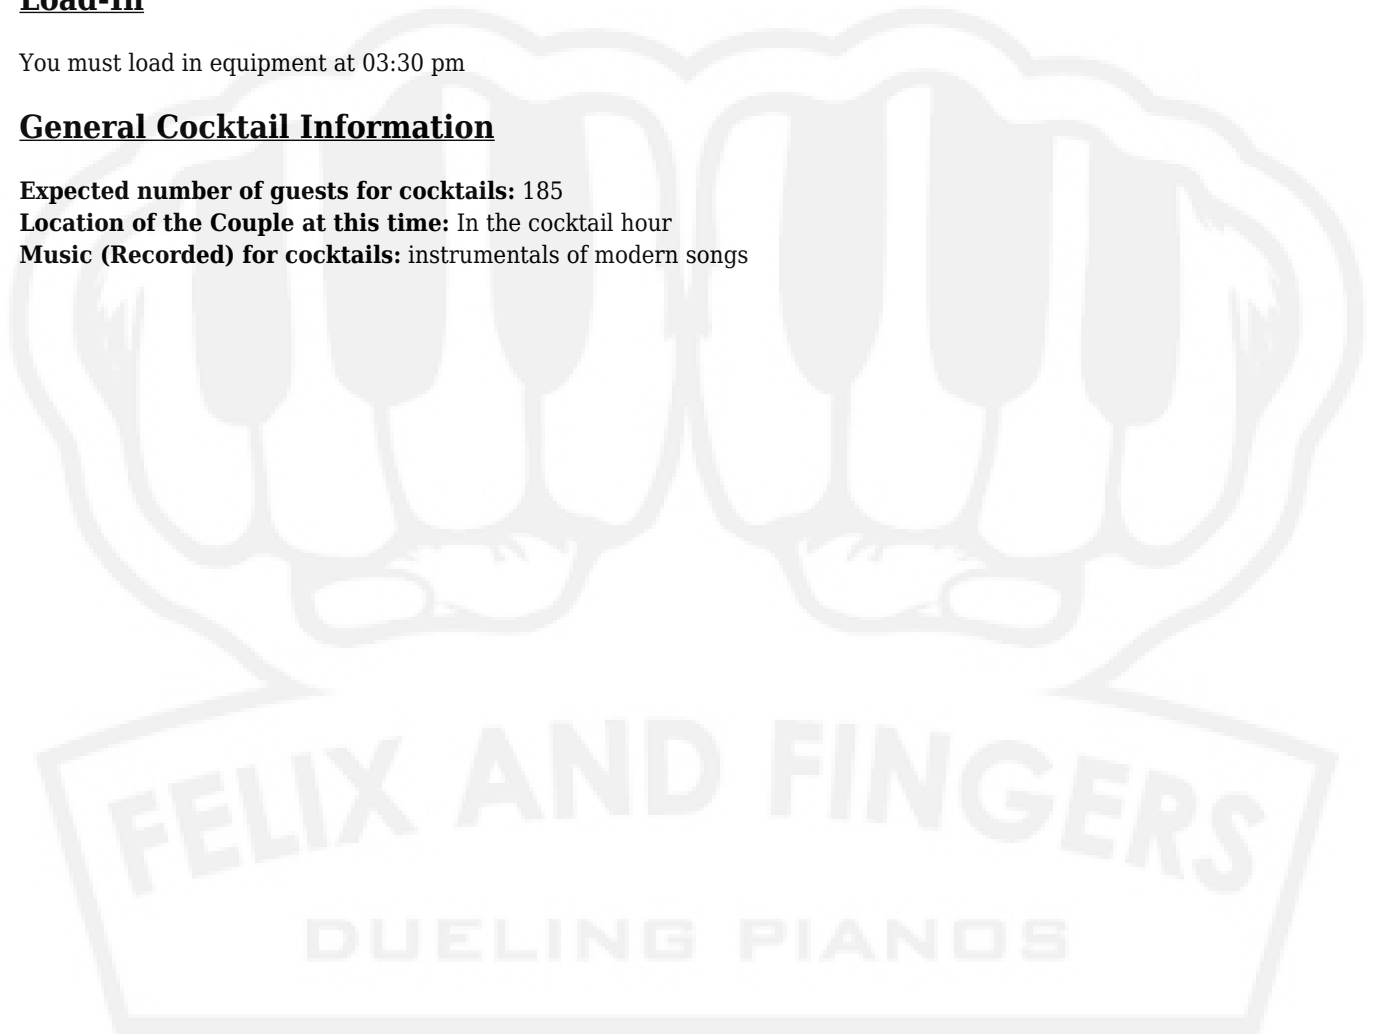 Load-In
You must load in equipment at 03:30 pm
General Cocktail Information
Expected number of guests for cocktails: 185
Location of the Couple at this time: In the cocktail hour
Music (Recorded) for cocktails: instrumentals of modern songs
FELIX AND FINGERS
DUELING PIANOS